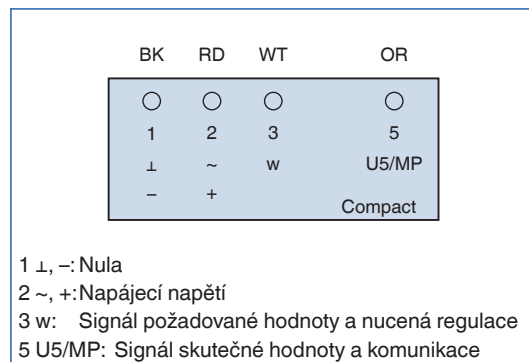 BK RD WT OR
1 2 3 5
⊥ ~ w U5/MP
– +
Compact
1 ⊥, –: Nula
2 ~, +: Napájecí napětí
3 w: Signál požadované hodnoty a nucená regulace
5 U5/MP: Signál skutečné hodnoty a komunikace